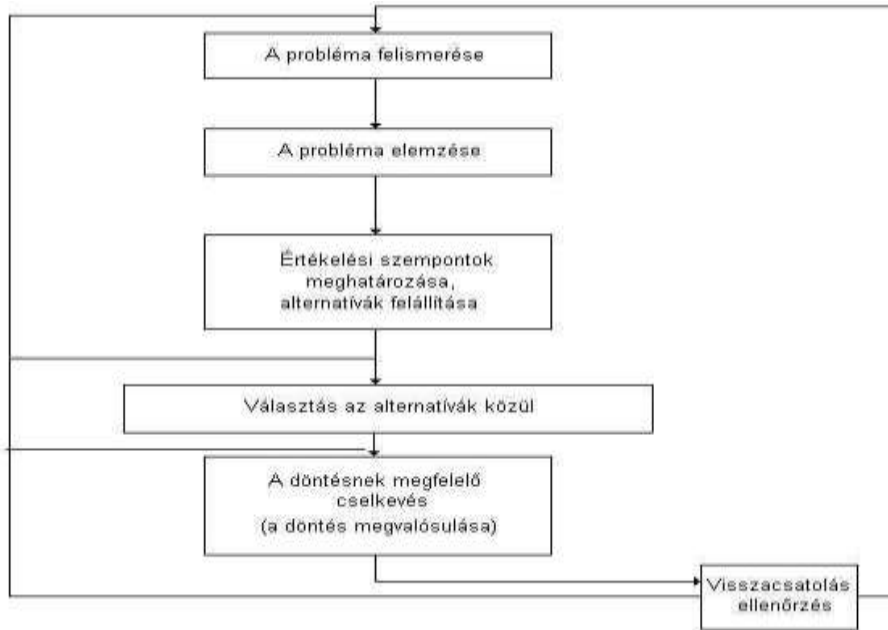 A probléma felismerése
A probléma elemzése
Értékelési szempontok
meghatározása,
alternatívák felállítása
Választás az alternatívák közül
A döntésnek megfelelő
cselkevés
(a döntés megvalósulása)
Visszacsatolás
ellenőrzés